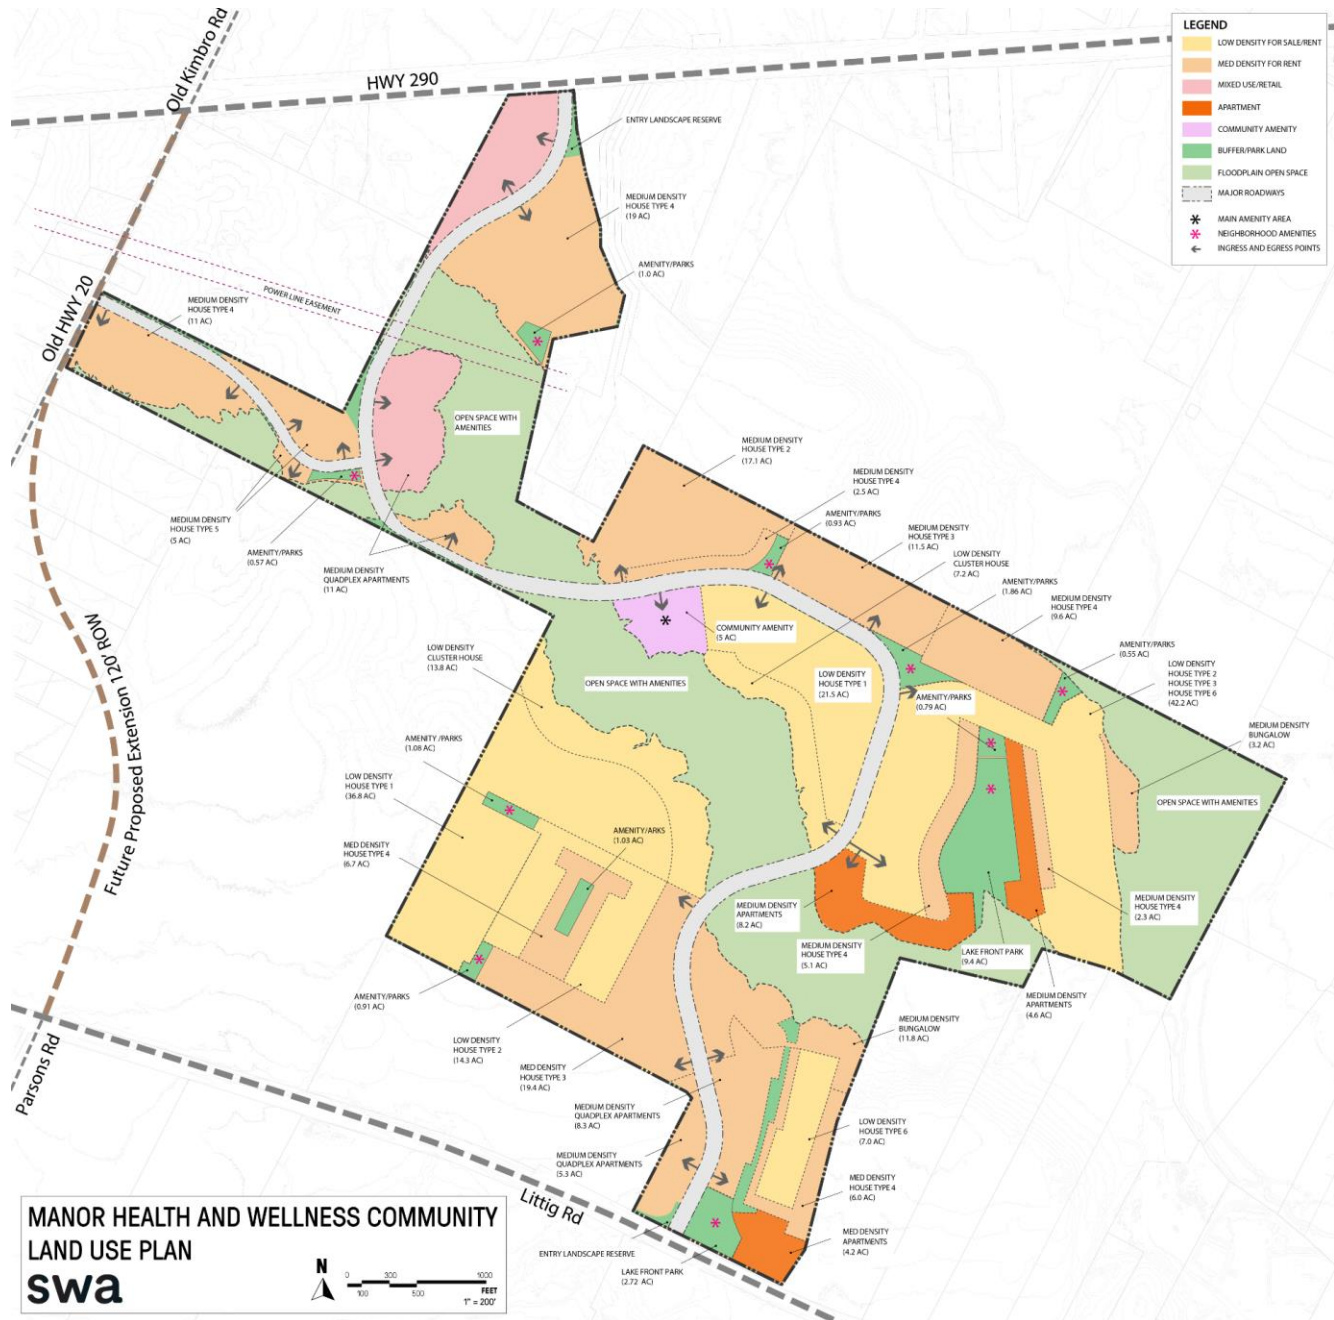 LEGEND
LOW DENSITY FOR SALE/RENT
MED DENSITY FOR RENT
MIXED USE/RETAIL
APARTMENT
COMMUNITY AMENITY
BUFFER/PARK LAND
FLOODPLAIN OPEN SPACE
MAJOR ROADWAYS
MAIN AMENITY AREA
NEIGHBORHOOD AMENITIES
INGRESS AND EGRESS POINTS
Old Kimbro Rd
HWY 290
ENTRY LANDSCAPE RESERVE
MEDIUM DENSITY
HOUSE TYPE 4
(19 AC)
AMENITY/PARKS
(1.0 AC)
POWER LINE EASEMENT
Old HWY 20
MEDIUM DENSITY
HOUSE TYPE 4
(11 AC)
OPEN SPACE WITH
AMENITIES
MEDIUM DENSITY
HOUSE TYPE 2
(17.1 AC)
MEDIUM DENSITY
HOUSE TYPE 4
(2.5 AC)
AMENITY/PARKS
(0.93 AC)
MEDIUM DENSITY
HOUSE TYPE 3
(11.5 AC)
LOW DENSITY
CLUSTER HOUSE
(7.2 AC)
AMENITY/PARKS
(1.86 AC)
MEDIUM DENSITY
HOUSE TYPE 4
(9.6 AC)
AMENITY/PARKS
(0.55 AC)
LOW DENSITY
HOUSE TYPE 2
HOUSE TYPE 3
HOUSE TYPE 6
(42.2 AC)
MEDIUM DENSITY
BUNGALOW
(3.2 AC)
OPEN SPACE WITH AMENITIES
MEDIUM DENSITY
HOUSE TYPE 5
(5 AC)
AMENITY/PARKS
(0.57 AC)
MEDIUM DENSITY
QUADPLEX APARTMENTS
(11 AC)
COMMUNITY AMENITY
(5 AC)
LOW DENSITY
HOUSE TYPE 1
(21.5 AC)
AMENITY/PARKS
(0.79 AC)
LOW DENSITY
CLUSTER HOUSE
(13.8 AC)
OPEN SPACE WITH AMENITIES
Future Proposed Extension 120' ROW
AMENITY /PARKS
(1.08 AC)
LOW DENSITY
HOUSE TYPE 1
(36.8 AC)
MED DENSITY
HOUSE TYPE 4
(6.7 AC)
AMENITY/ARKS
(1.03 AC)
MEDIUM DENSITY
APARTMENTS
(8.2 AC)
MEDIUM DENSITY
HOUSE TYPE 4
(5.1 AC)
LAKE FRONT PARK
(9.4 AC)
MEDIUM DENSITY
HOUSE TYPE 4
(2.3 AC)
MEDIUM DENSITY
APARTMENTS
(4.6 AC)
AMENITY/PARKS
(0.91 AC)
LOW DENSITY
HOUSE TYPE 2
(14.3 AC)
MED DENSITY
HOUSE TYPE 3
(19.4 AC)
MEDIUM DENSITY
BUNGALOW
(11.8 AC)
MEDIUM DENSITY
QUADPLEX APARTMENTS
(8.3 AC)
MEDIUM DENSITY
QUADPLEX APARTMENTS
(5.3 AC)
LOW DENSITY
HOUSE TYPE 6
(7.0 AC)
MED DENSITY
HOUSE TYPE 4
(6.0 AC)
MED DENSITY
APARTMENTS
(4.2 AC)
Parsons Rd
Littig Rd
ENTRY LANDSCAPE RESERVE
LAKE FRONT PARK
(2.72 AC)
MANOR HEALTH AND WELLNESS COMMUNITY
LAND USE PLAN
swa
N
0 300 1000
100 500
FEET
1" = 200'